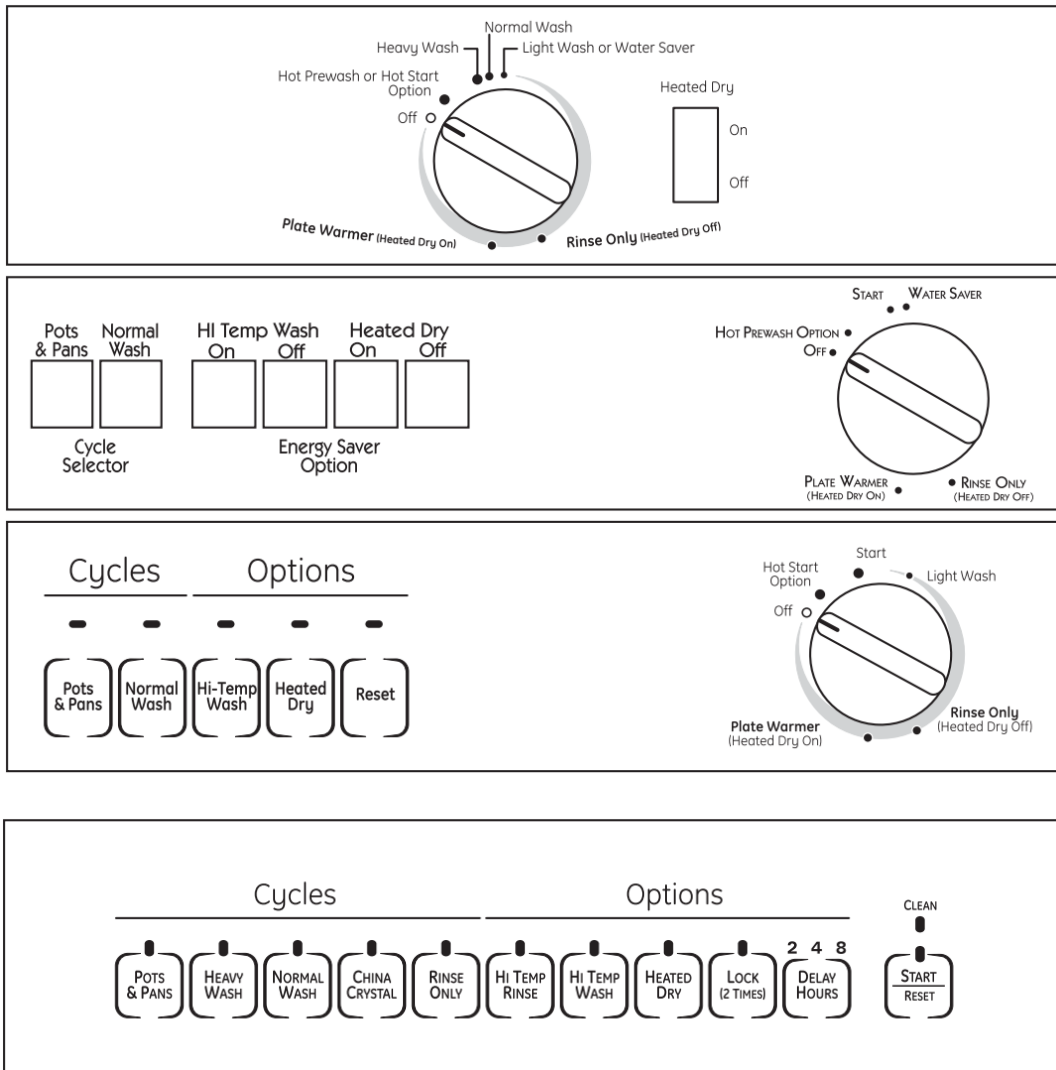 Normal Wash
Heavy Wash
Light Wash or Water Saver
Hot Prewash or Hot Start
Option
Off
Heated Dry
On
Off
Plate Warmer (Heated Dry On)
Rinse Only (Heated Dry Off)
Pots
& Pans
Normal
Wash
HI Temp Wash
On
Off
Heated Dry
On
Off
Cycle
Selector
Energy Saver
Option
START
WATER SAVER
HOT PREWASH OPTION
OFF
PLATE WARMER
(HEATED DRY ON)
RINSE ONLY
(HEATED DRY OFF)
Cycles
Options
Pots
& Pans
Normal
Wash
Hi-Temp
Wash
Heated
Dry
Reset
Start
Hot Start
Option
Light Wash
Off
Plate Warmer
(Heated Dry On)
Rinse Only
(Heated Dry Off)
Cycles
Options
CLEAN
POTS
& PANS
HEAVY
WASH
NORMAL
WASH
CHINA
CRYSTAL
RINSE
ONLY
HI TEMP
RINSE
HI TEMP
WASH
HEATED
DRY
LOCK
(2 TIMES)
2 4 8
DELAY
HOURS
START
RESET